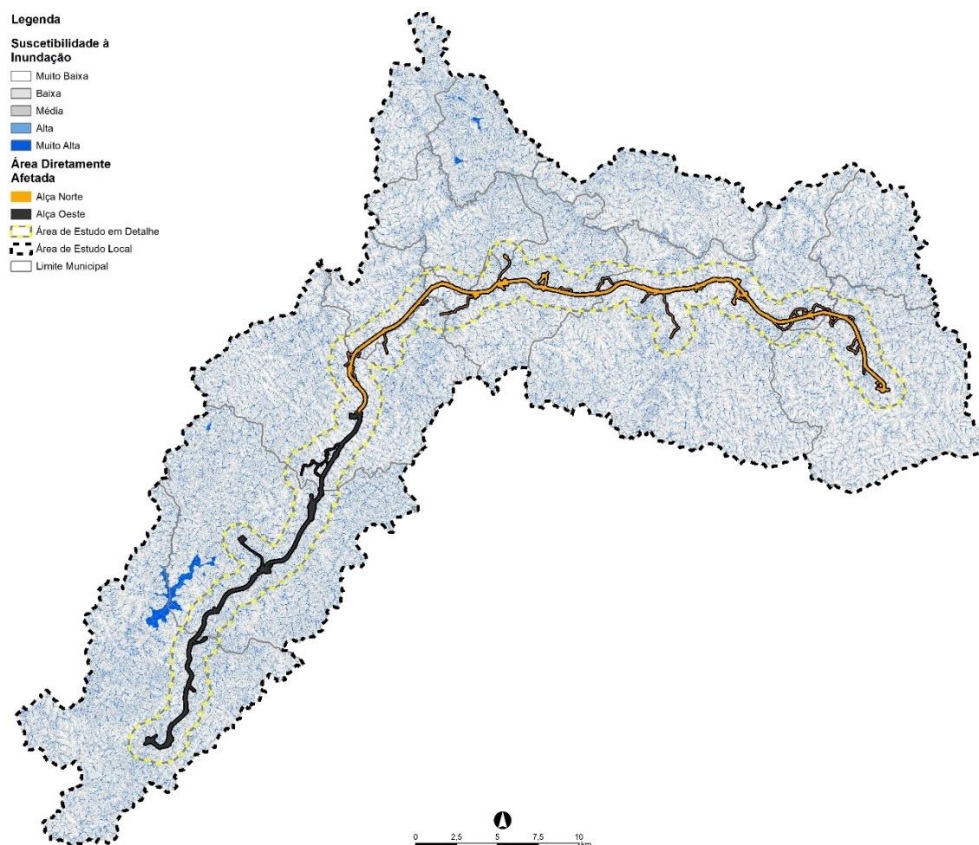 Legenda
Suscetibilidade à
Inundação
Muito Baixa
Baixa
Média
Alta
Muito Alta
Área Diretamente
Afetada
Alça Norte
Alça Oeste
Área de Estudo em Detalhe
Área de Estudo Local
Limite Municipal
0 2,5 5 7,5 10
km